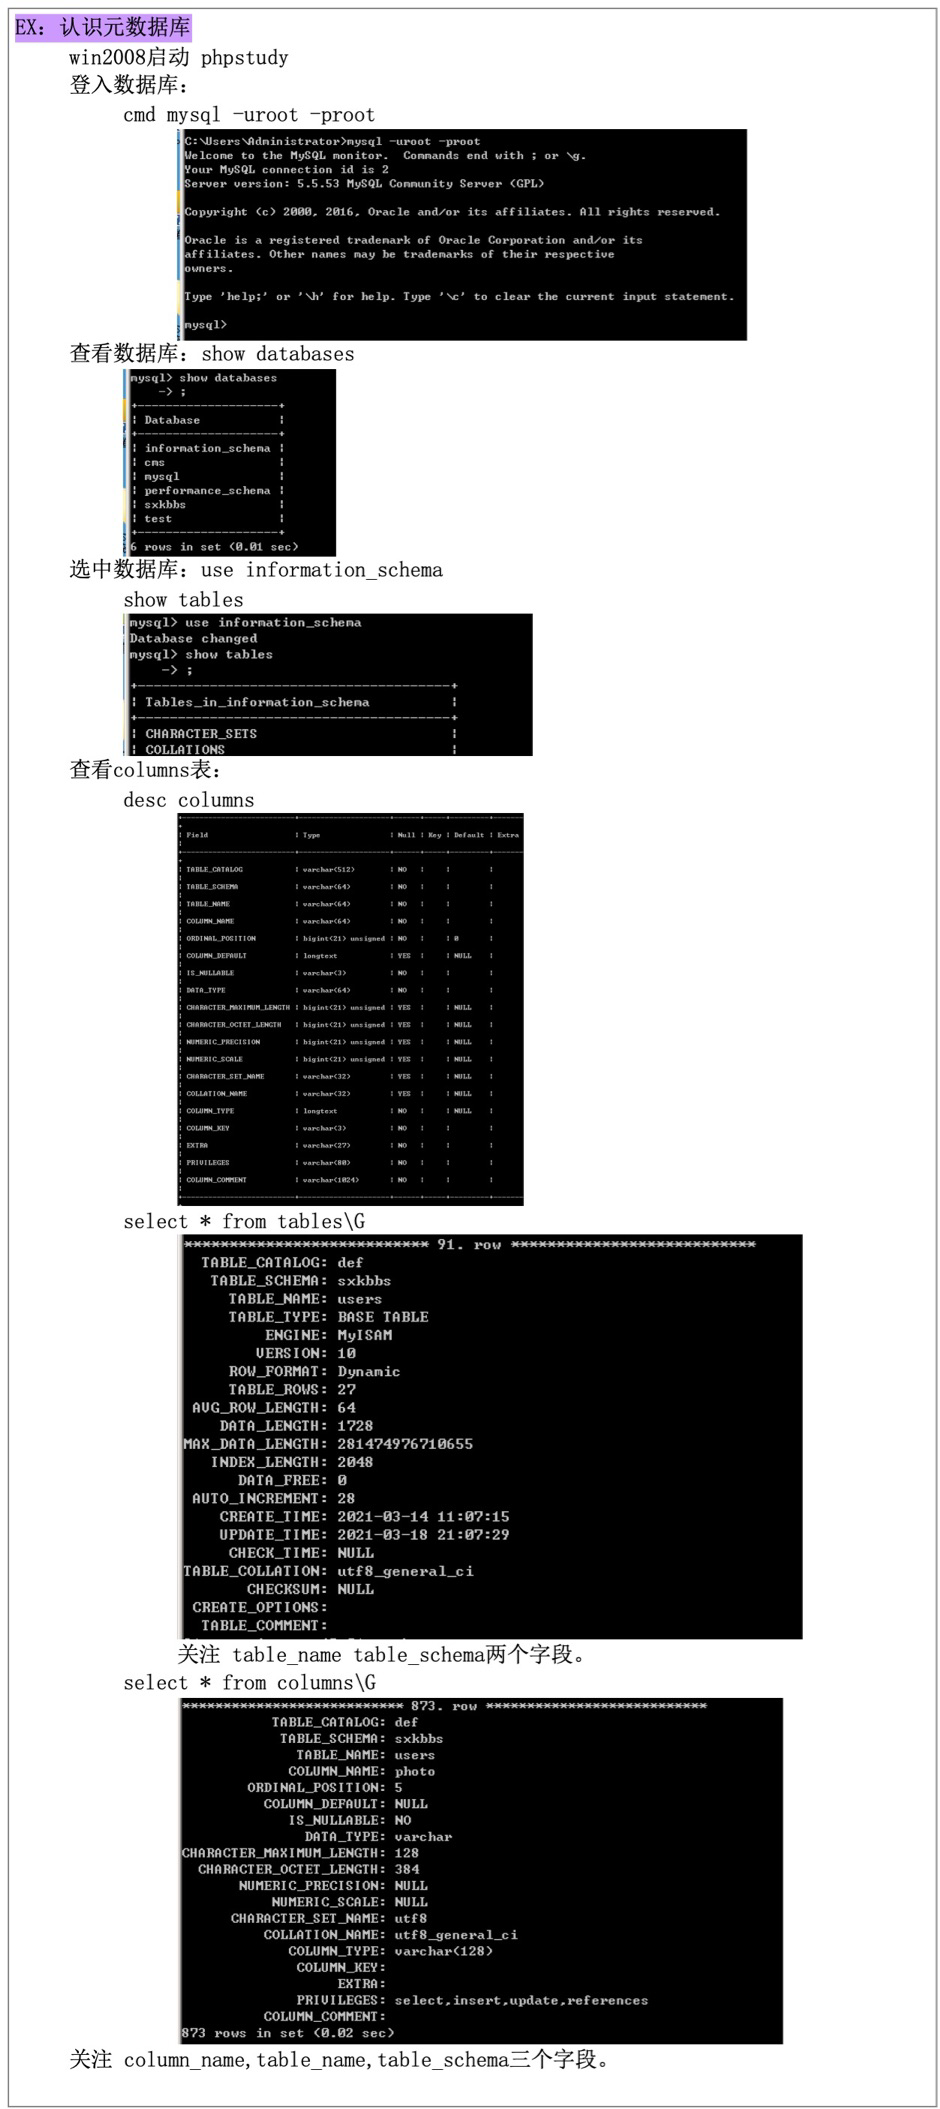 EX: 认识元数据库
win2008启动 phpstudy
登入数据库：
cmd mysql -uroot -proot
C:\Users\Administrator>mysql -uroot -proot
Welcome to the MySQL monitor.  Commands end with ; or \g.
Your MySQL connection id is 2
Server version: 5.5.53 MySQL Community Server (GPL)
Copyright (c) 2000, 2016, Oracle and/or its affiliates. All rights reserved.
Oracle is a registered trademark of Oracle Corporation and/or its
affiliates. Other names may be trademarks of their respective
owners.
Type 'help;' or '\h' for help. Type '\c' to clear the current input statement.
mysql>
查看数据库：show databases
mysql> show databases
-> ;
+--------------------+
| Database |
+--------------------+
| information_schema |
| cms |
| mysql |
| performance_schema |
| sxkbbs |
| test |
+--------------------+
6 rows in set (0.01 sec)
选中数据库：use information_schema
show tables
mysql> use information_schema
Database changed
mysql> show tables
-> ;
+---------------------------------------+
| Tables_in_information_schema |
+---------------------------------------+
| CHARACTER_SETS |
| COLLATIONS |
查看columns表：
desc columns
| Field | Type | Null | Key | Default | Extra
| TABLE_CATALOG | varchar(512) | NO | | |
| TABLE_SCHEMA | varchar(64) | NO | | |
| TABLE_NAME | varchar(64) | NO | | |
| COLUMN_NAME | varchar(64) | NO | | |
| ORDINAL_POSITION | bigint(21) unsigned | NO | | 0 |
| COLUMN_DEFAULT | longtext | YES | | NULL |
| IS_NULLABLE | varchar(3) | NO | | |
| DATA_TYPE | varchar(64) | NO | | |
| CHARACTER_MAXIMUM_LENGTH | bigint(21) unsigned | YES | | NULL |
| CHARACTER_OCTET_LENGTH | bigint(21) unsigned | YES | | NULL |
| NUMERIC_PRECISION | bigint(21) unsigned | YES | | NULL |
| NUMERIC_SCALE | bigint(21) unsigned | YES | | NULL |
| CHARACTER_SET_NAME | varchar(32) | YES | | NULL |
| COLLATION_NAME | varchar(32) | YES | | NULL |
| COLUMN_TYPE | longtext | NO | | NULL |
| COLUMN_KEY | varchar(3) | NO | | |
| EXTRA | varchar(27) | NO | | |
| PRIVILEGES | varchar(80) | NO | | |
| COLUMN_COMMENT | varchar(1024) | NO | | |
select * from tables\G
*************************** 91. row ***************************
TABLE_CATALOG: def
TABLE_SCHEMA: sxkbbs
TABLE_NAME: users
TABLE_TYPE: BASE TABLE
ENGINE: MyISAM
VERSION: 10
ROW_FORMAT: Dynamic
TABLE_ROWS: 27
AVG_ROW_LENGTH: 64
DATA_LENGTH: 1728
MAX_DATA_LENGTH: 281474976710655
INDEX_LENGTH: 2048
DATA_FREE: 0
AUTO_INCREMENT: 28
CREATE_TIME: 2021-03-14 11:07:15
UPDATE_TIME: 2021-03-18 21:07:29
CHECK_TIME: NULL
TABLE_COLLATION: utf8_general_ci
CHECKSUM: NULL
CREATE_OPTIONS:
TABLE_COMMENT:
关注 table_name table_schema两个字段。
select * from columns\G
*************************** 873. row ***************************
TABLE_CATALOG: def
TABLE_SCHEMA: sxkbbs
TABLE_NAME: users
COLUMN_NAME: photo
ORDINAL_POSITION: 5
COLUMN_DEFAULT: NULL
IS_NULLABLE: NO
DATA_TYPE: varchar
CHARACTER_MAXIMUM_LENGTH: 128
CHARACTER_OCTET_LENGTH: 384
NUMERIC_PRECISION: NULL
NUMERIC_SCALE: NULL
CHARACTER_SET_NAME: utf8
COLLATION_NAME: utf8_general_ci
COLUMN_TYPE: varchar(128)
COLUMN_KEY:
EXTRA:
PRIVILEGES: select,insert,update,references
COLUMN_COMMENT:
873 rows in set (0.02 sec)
关注 column_name,table_name,table_schema三个字段。